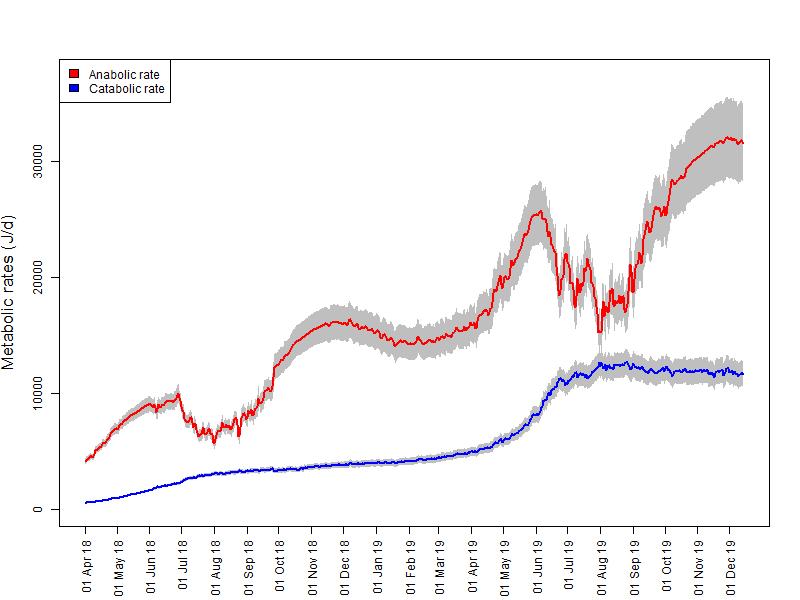 Anabolic rate
Catabolic rate
Metabolic rates (J/d)
30000
20000
10000
0
01 Apr 18
01 May 18
01 Jun 18
01 Jul 18
01 Aug 18
01 Sep 18
01 Oct 18
01 Nov 18
01 Dec 18
01 Jan 19
01 Feb 19
01 Mar 19
01 Apr 19
01 May 19
01 Jun 19
01 Jul 19
01 Aug 19
01 Sep 19
01 Oct 19
01 Nov 19
01 Dec 19